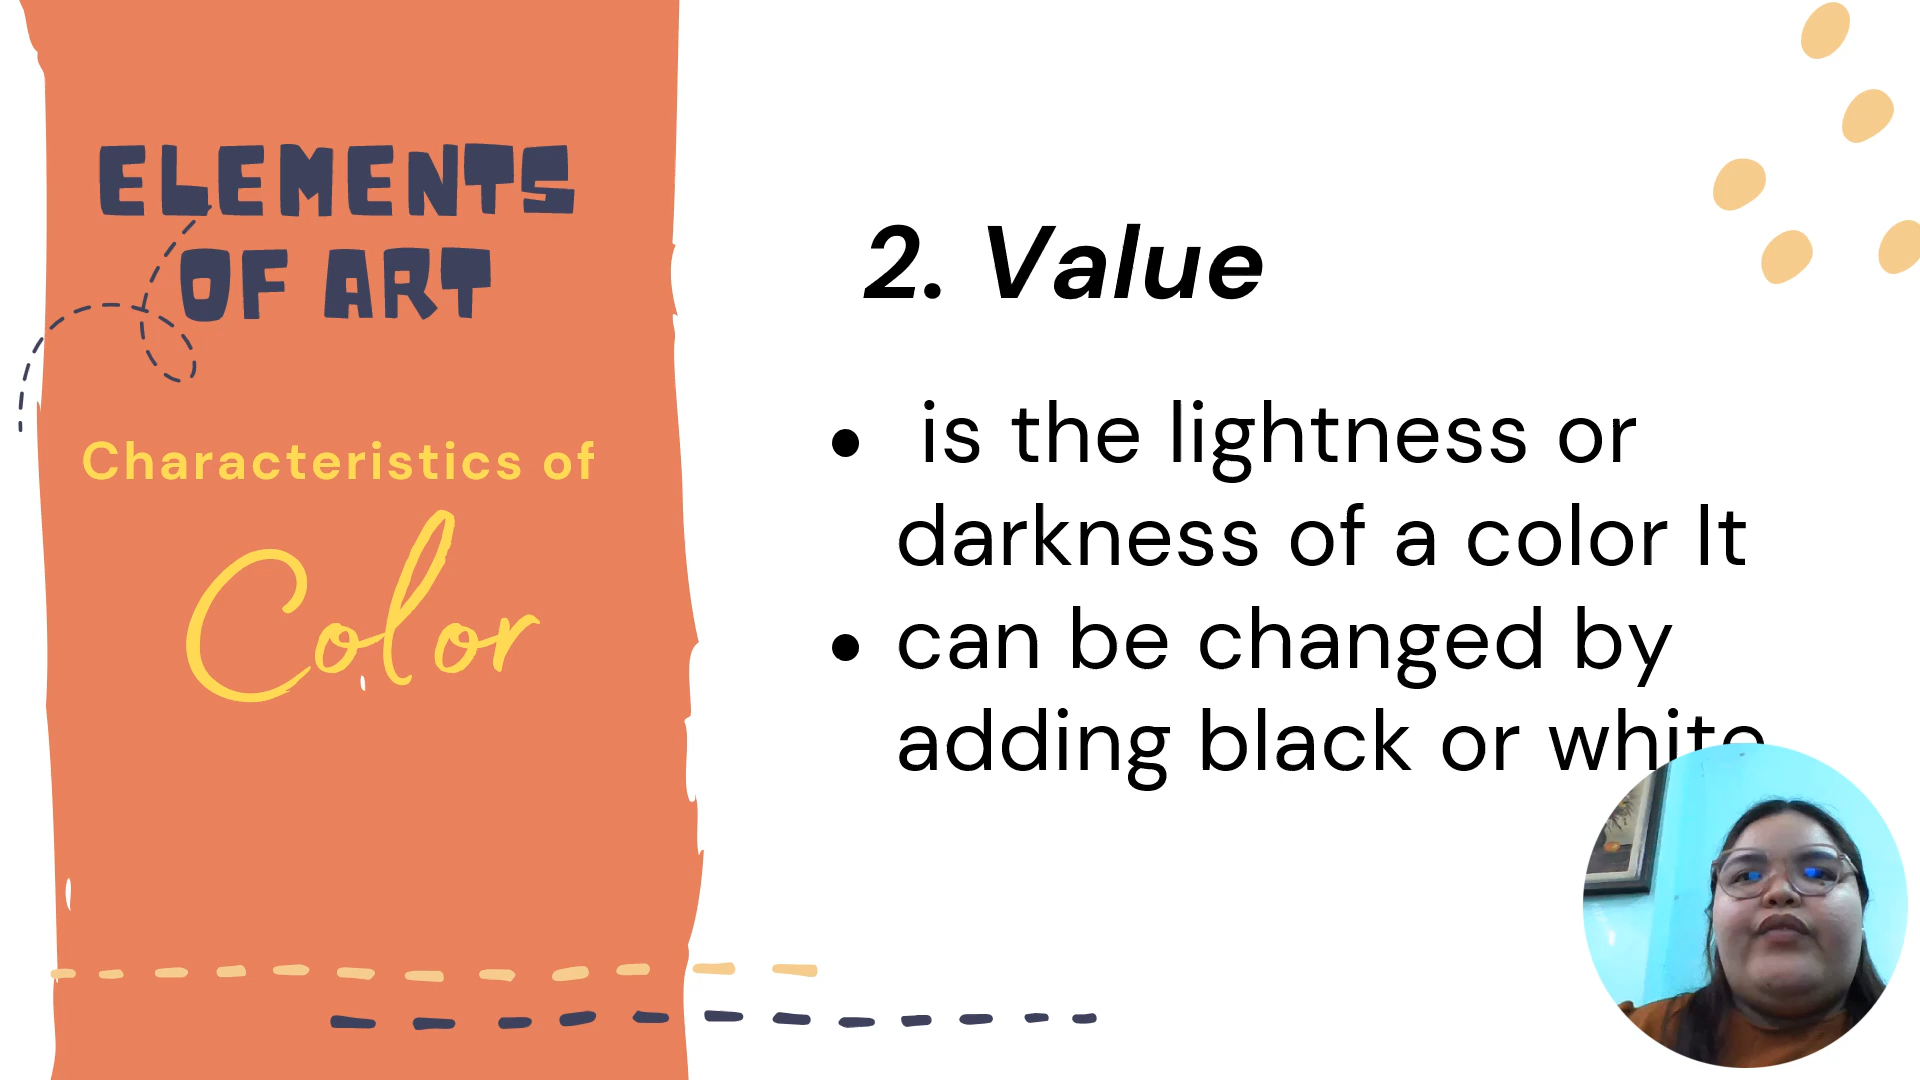 ELEMENTS
OF ART
Characteristics of
Color
2. Value
• is the lightness or
darkness of a color It
• can be changed by
adding black or white